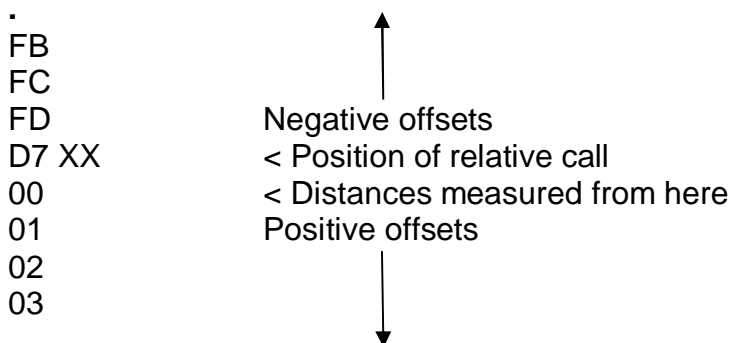 .
FB
FC
FD Negative offsets
D7 XX < Position of relative call
00 < Distances measured from here
01 Positive offsets
02
03